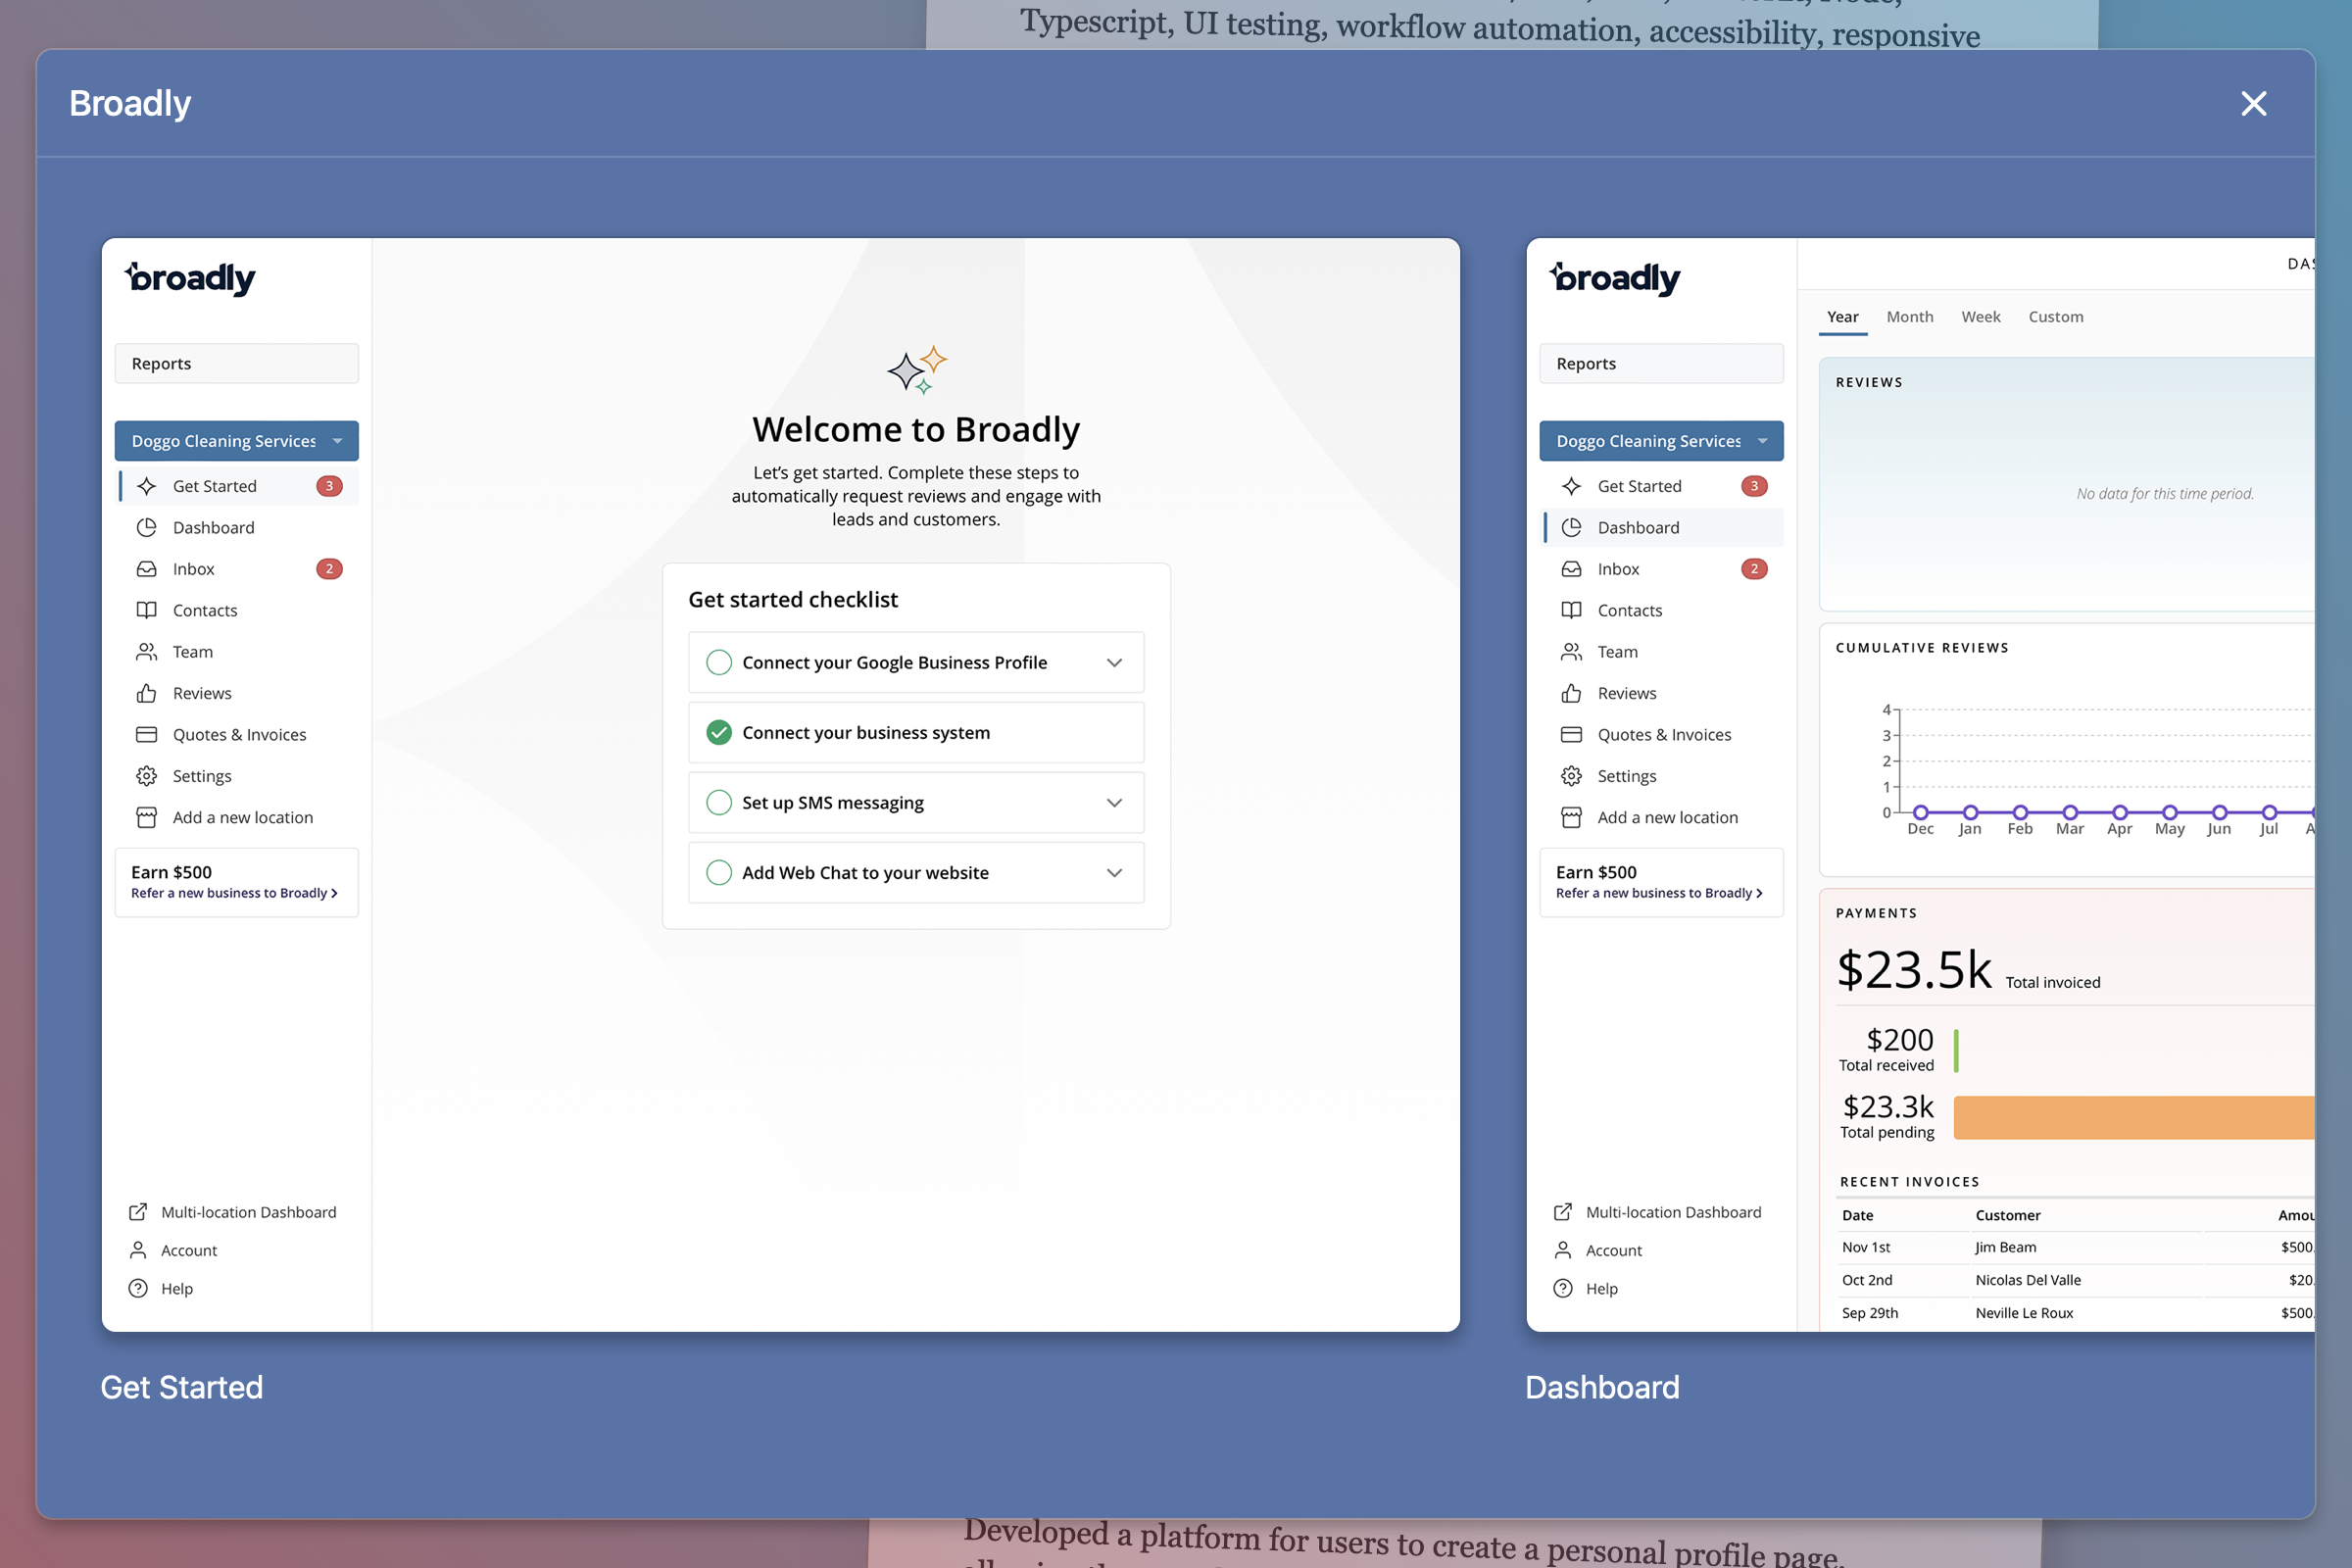 Typescript, UI testing, workflow automation, accessibility, responsive
Broadly
broadly
Reports
Doggo Cleaning Services
Get Started 3
Dashboard
Inbox 2
Contacts
Team
Reviews
Quotes & Invoices
Settings
Add a new location
Earn $500
Refer a new business to Broadly
Multi-location Dashboard
Account
Help
Welcome to Broadly
Let's get started. Complete these steps to
automatically request reviews and engage with
leads and customers.
Get started checklist
Connect your Google Business Profile
Connect your business system
Set up SMS messaging
Add Web Chat to your website
Get Started
broadly
Reports
Doggo Cleaning Services
Get Started 3
Dashboard
Inbox 2
Contacts
Team
Reviews
Quotes & Invoices
Settings
Add a new location
Earn $500
Refer a new business to Broadly
Multi-location Dashboard
Account
Help
Year Month Week Custom
REVIEWS
No data for this time period.
CUMULATIVE REVIEWS
4
3
2
1
0
Dec Jan Feb Mar Apr May Jun Jul
PAYMENTS
$23.5k Total invoiced
$200
Total received
$23.3k
Total pending
RECENT INVOICES
Date Customer
Nov 1st Jim Beam $500.
Oct 2nd Nicolas Del Valle $20.
Sep 29th Neville Le Roux $500.
Dashboard
Developed a platform for users to create a personal profile page,